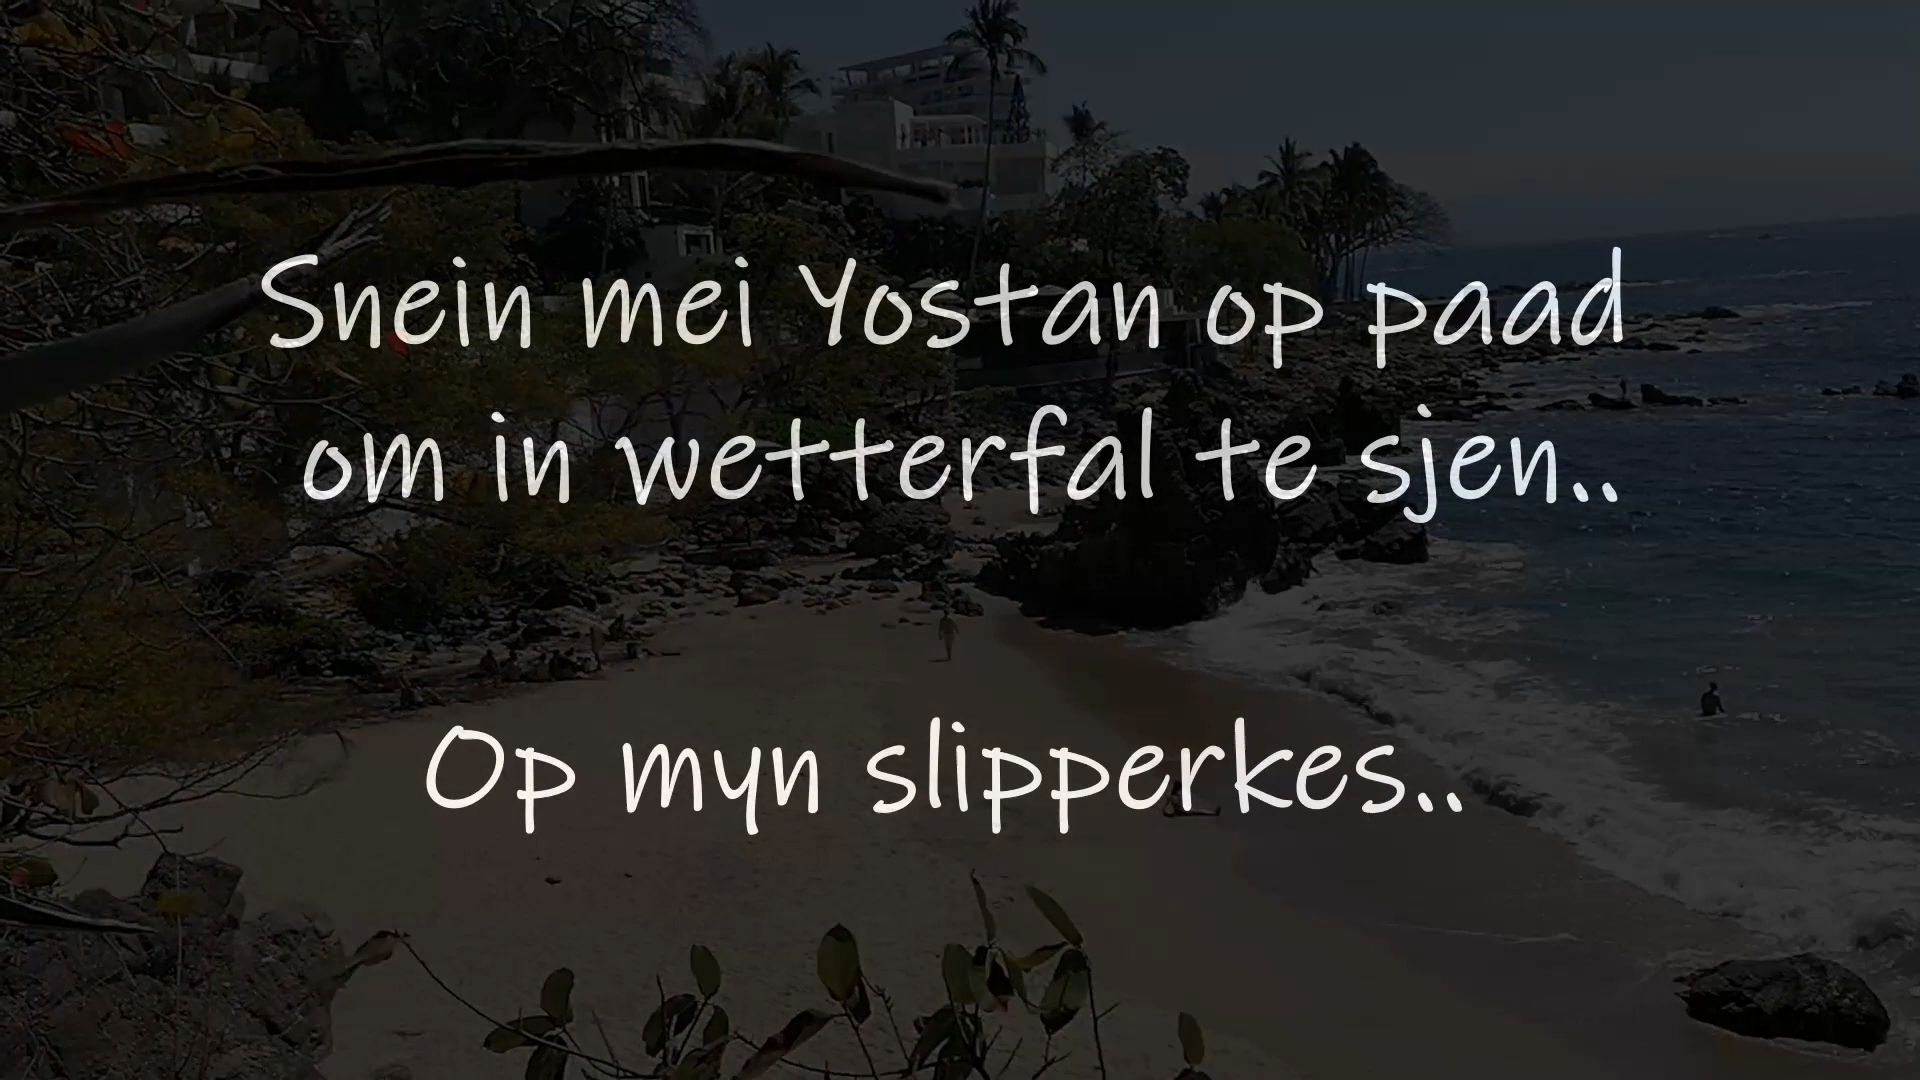 Snein mei Yostan op paad
om in wetterfal te sjen..
Op myn slipperkes..